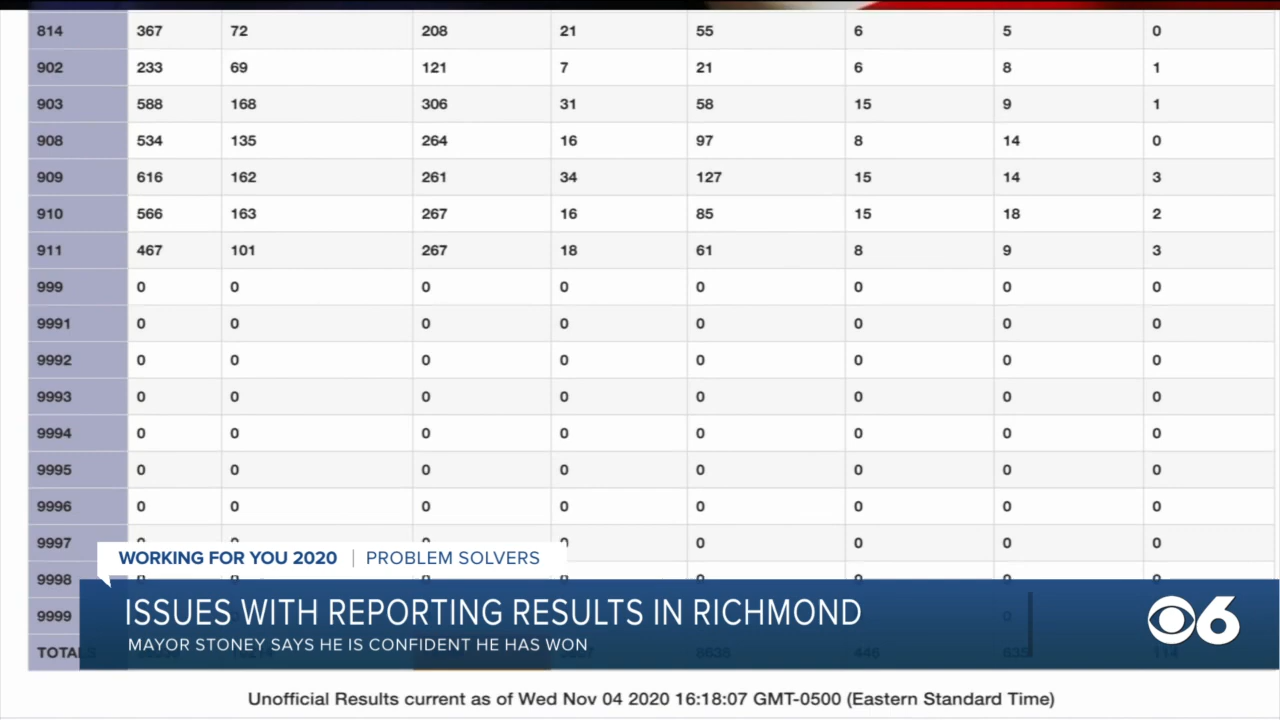 814 367 72 208 21 55 6 5 0
902 233 69 121 7 21 6 8 1
903 588 168 306 31 58 15 9 1
908 534 135 264 16 97 8 14 0
909 616 162 261 34 127 15 14 3
910 566 163 267 16 85 15 18 2
911 467 101 267 18 61 8 9 3
999 0 0 0 0 0 0 0 0
9991 0 0 0 0 0 0 0 0
9992 0 0 0 0 0 0 0 0
9993 0 0 0 0 0 0 0 0
9994 0 0 0 0 0 0 0 0
9995 0 0 0 0 0 0 0 0
9996 0 0 0 0 0 0 0 0
9997 0 0 0 0
WORKING FOR YOU 2020 | PROBLEM SOLVERS
9998
ISSUES WITH REPORTING RESULTS IN RICHMOND
9999 0
MAYOR STONEY SAYS HE IS CONFIDENT HE HAS WON
6
8636 446 635 114
Unofficial Results current as of Wed Nov 04 2020 16:18:07 GMT-0500 (Eastern Standard Time)